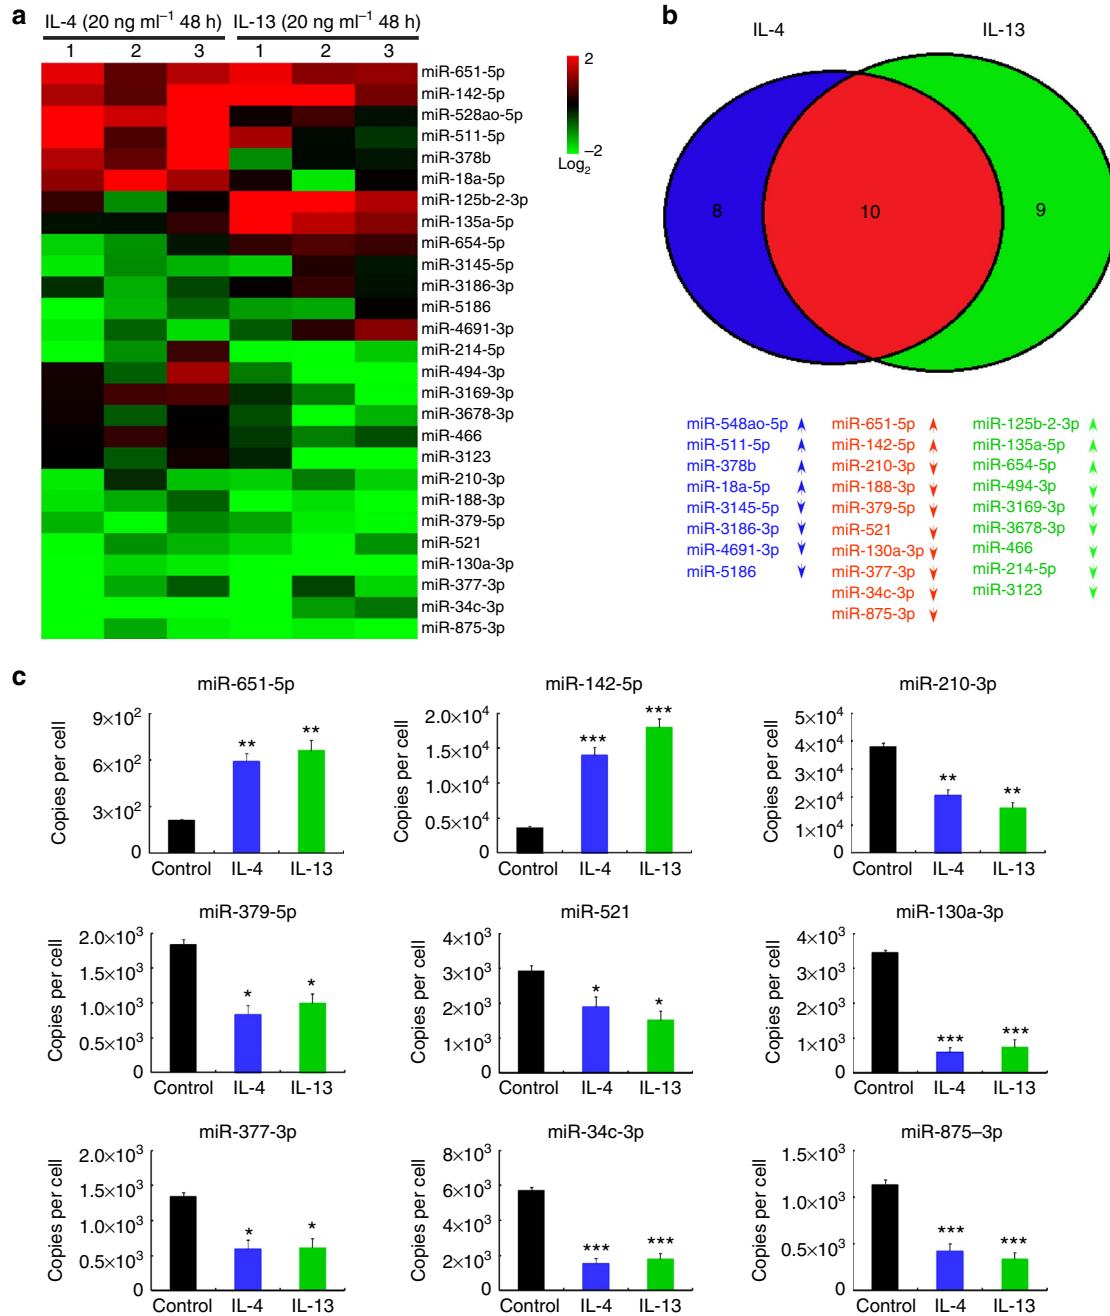 a
IL-4 (20 ng ml⁻¹ 48 h) IL-13 (20 ng ml⁻¹ 48 h)
1 2 3 1 2 3
miR-651-5p
miR-142-5p
miR-528ao-5p
miR-511-5p
miR-378b
miR-18a-5p
miR-125b-2-3p
miR-135a-5p
miR-654-5p
miR-3145-5p
miR-3186-3p
miR-5186
miR-4691-3p
miR-214-5p
miR-494-3p
miR-3169-3p
miR-3678-3p
miR-466
miR-3123
miR-210-3p
miR-188-3p
miR-379-5p
miR-521
miR-130a-3p
miR-377-3p
miR-34c-3p
miR-875-3p
2
−2
Log₂
b
IL-4 IL-13
8 10 9
miR-548ao-5p
miR-511-5p
miR-378b
miR-18a-5p
miR-3145-5p
miR-3186-3p
miR-4691-3p
miR-5186
miR-651-5p
miR-142-5p
miR-210-3p
miR-188-3p
miR-379-5p
miR-521
miR-130a-3p
miR-377-3p
miR-34c-3p
miR-875-3p
miR-125b-2-3p
miR-135a-5p
miR-654-5p
miR-494-3p
miR-3169-3p
miR-3678-3p
miR-466
miR-214-5p
miR-3123
c
miR-651-5p
Copies per cell
9×10²
6×10²
3×10²
0
** **
Control IL-4 IL-13
miR-142-5p
Copies per cell
2.0×10⁴
1.5×10⁴
1.0×10⁴
0.5×10⁴
0
*** ***
Control IL-4 IL-13
miR-210-3p
Copies per cell
5×10⁴
4×10⁴
3×10⁴
2×10⁴
1×10⁴
0
** **
Control IL-4 IL-13
miR-379-5p
Copies per cell
2.0×10³
1.5×10³
1.0×10³
0.5×10³
0
* *
Control IL-4 IL-13
miR-521
Copies per cell
4×10³
3×10³
2×10³
1×10³
0
* *
Control IL-4 IL-13
miR-130a-3p
Copies per cell
4×10³
3×10³
2×10³
1×10³
0
*** ***
Control IL-4 IL-13
miR-377-3p
Copies per cell
2.0×10³
1.5×10³
1.0×10³
0.5×10³
0
* *
Control IL-4 IL-13
miR-34c-3p
Copies per cell
8×10³
6×10³
4×10³
2×10³
0
*** ***
Control IL-4 IL-13
miR-875–3p
Copies per cell
1.5×10³
1.0×10³
0.5×10³
0
*** ***
Control IL-4 IL-13